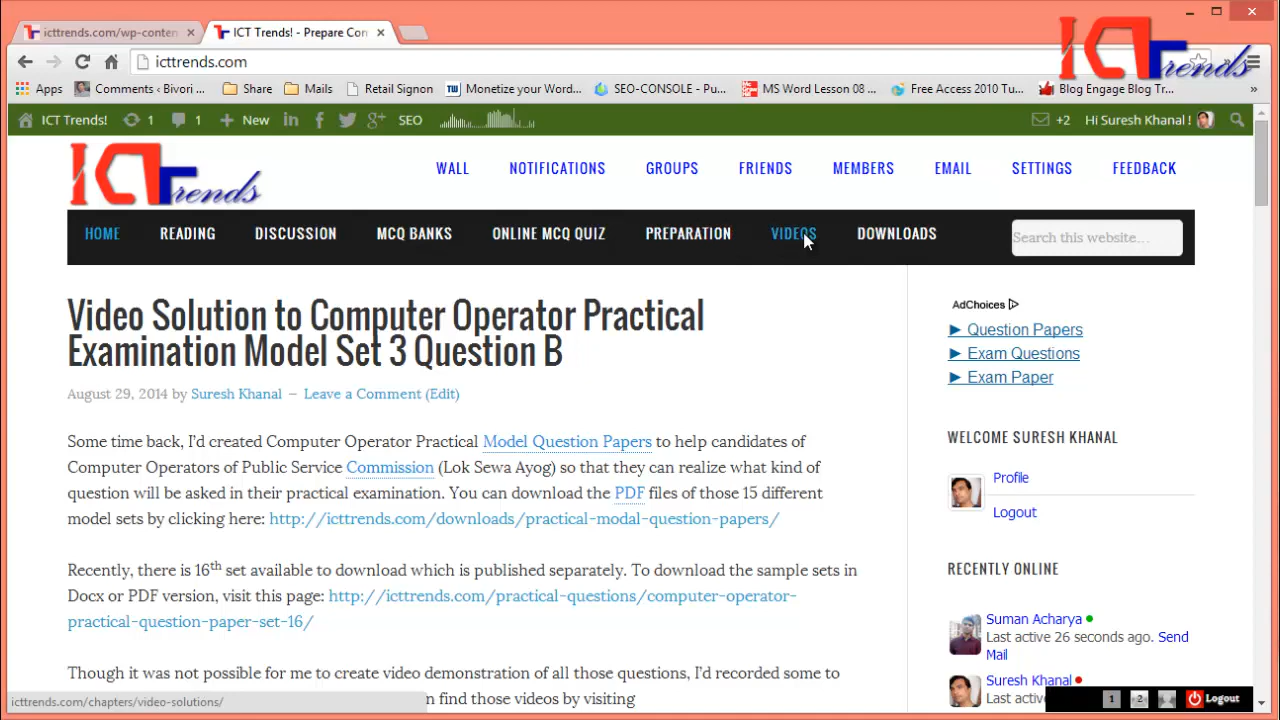 icttrends.com/wp-conten
ICT Trends! - Prepare Con
ICTTrends
icttrends.com
Apps
Comments ‹ Bivori ...
Share
Mails
Retail Signon
Monetize your Word...
SEO-CONSOLE - Pu...
MS Word Lesson 08 ...
Free Access 2010 Tu...
Blog Engage Blog Tr...
»
ICT Trends! 1 1 + New SEO
+2 Hi Suresh Khanal !
ICTTrends
WALL NOTIFICATIONS GROUPS FRIENDS MEMBERS EMAIL SETTINGS FEEDBACK
HOME READING DISCUSSION MCQ BANKS ONLINE MCQ QUIZ PREPARATION VIDEOS DOWNLOADS
Search this website...
Video Solution to Computer Operator Practical
Examination Model Set 3 Question B
August 29, 2014 by Suresh Khanal — Leave a Comment (Edit)
Some time back, I’d created Computer Operator Practical Model Question Papers to help candidates of
Computer Operators of Public Service Commission (Lok Sewa Ayog) so that they can realize what kind of
question will be asked in their practical examination. You can download the PDF files of those 15 different
model sets by clicking here: http://icttrends.com/downloads/practical-modal-question-papers/
Recently, there is 16th set available to download which is published separately. To download the sample sets in
Docx or PDF version, visit this page: http://icttrends.com/practical-questions/computer-operator-
practical-question-paper-set-16/
Though it was not possible for me to create video demonstration of all those questions, I’d recorded some to
n find those videos by visiting
AdChoices
► Question Papers
► Exam Questions
► Exam Paper
WELCOME SURESH KHANAL
Profile
Logout
RECENTLY ONLINE
Suman Acharya
Last active 26 seconds ago. Send
Mail
Suresh Khanal
Last active
1 2 Logout
icttrends.com/chapters/video-solutions/